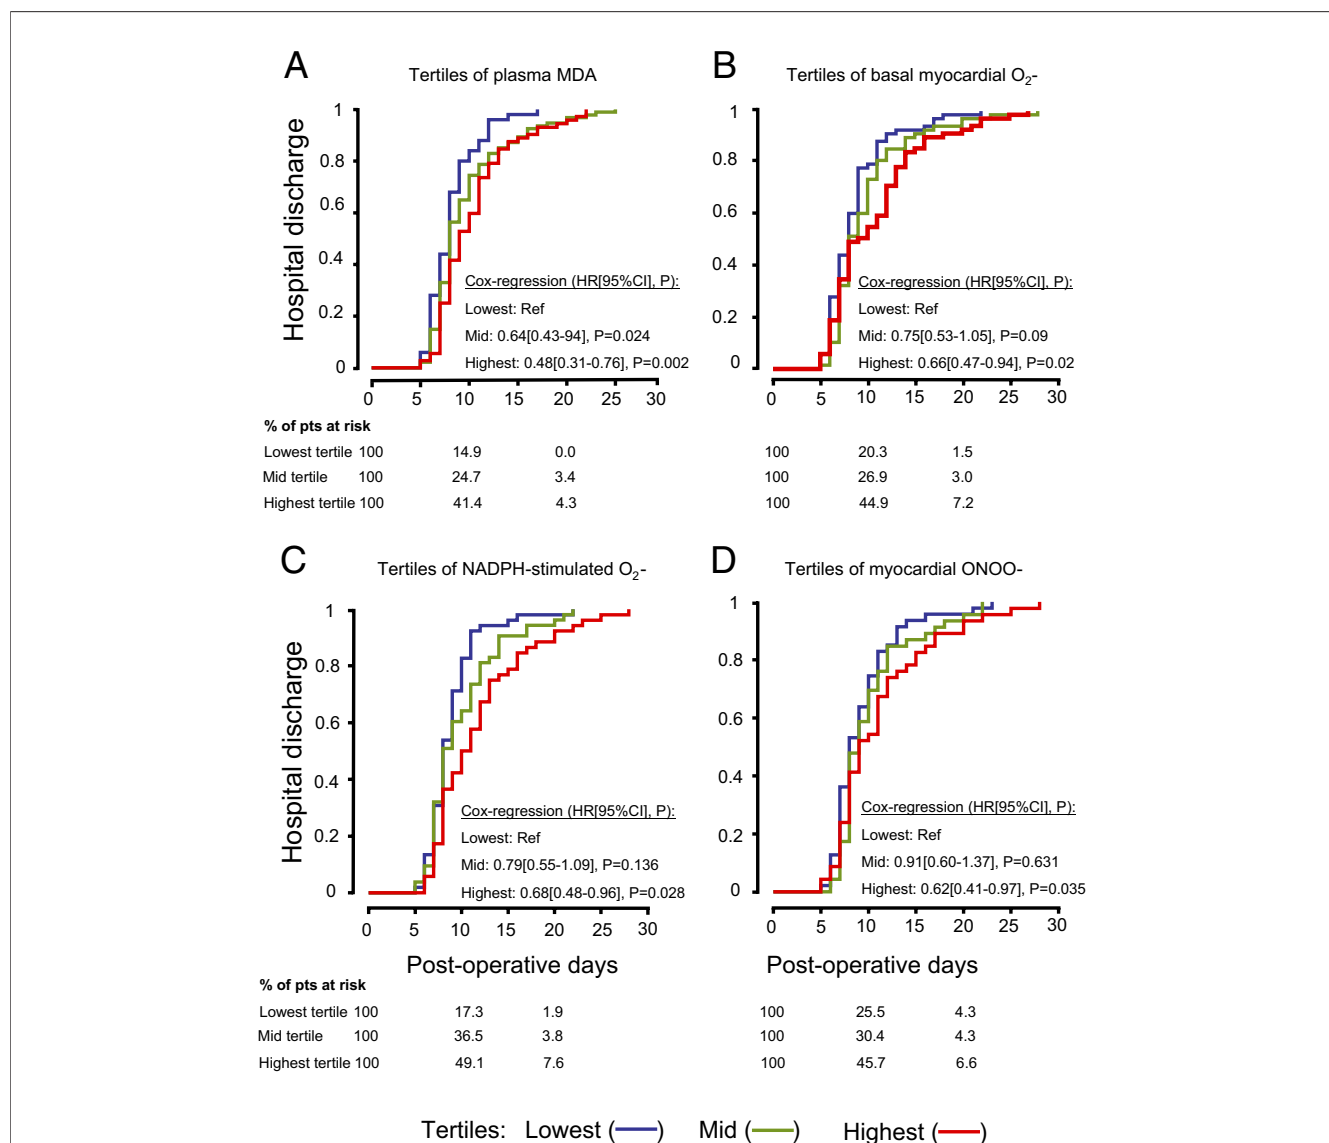 A
Tertiles of plasma MDA
1
0.8
0.6
0.4
0.2
0
Hospital discharge
Cox-regression (HR[95%CI], P):
Lowest: Ref
Mid: 0.64[0.43-94], P=0.024
Highest: 0.48[0.31-0.76], P=0.002
0 5 10 15 20 25 30
% of pts at risk
Lowest tertile 100 14.9 0.0
Mid tertile 100 24.7 3.4
Highest tertile 100 41.4 4.3
B
Tertiles of basal myocardial O₂-
1
0.8
0.6
0.4
0.2
0
Cox-regression (HR[95%CI], P):
Lowest: Ref
Mid: 0.75[0.53-1.05], P=0.09
Highest: 0.66[0.47-0.94], P=0.02
0 5 10 15 20 25 30
100 20.3 1.5
100 26.9 3.0
100 44.9 7.2
C
Tertiles of NADPH-stimulated O₂-
1
0.8
0.6
0.4
0.2
0
Hospital discharge
Cox-regression (HR[95%CI], P):
Lowest: Ref
Mid: 0.79[0.55-1.09], P=0.136
Highest: 0.68[0.48-0.96], P=0.028
0 5 10 15 20 25 30
Post-operative days
% of pts at risk
Lowest tertile 100 17.3 1.9
Mid tertile 100 36.5 3.8
Highest tertile 100 49.1 7.6
D
Tertiles of myocardial ONOO-
1
0.8
0.6
0.4
0.2
0
Cox-regression (HR[95%CI], P):
Lowest: Ref
Mid: 0.91[0.60-1.37], P=0.631
Highest: 0.62[0.41-0.97], P=0.035
0 5 10 15 20 25 30
Post-operative days
100 25.5 4.3
100 30.4 4.3
100 45.7 6.6
Tertiles: Lowest ( ) Mid ( ) Highest ( )